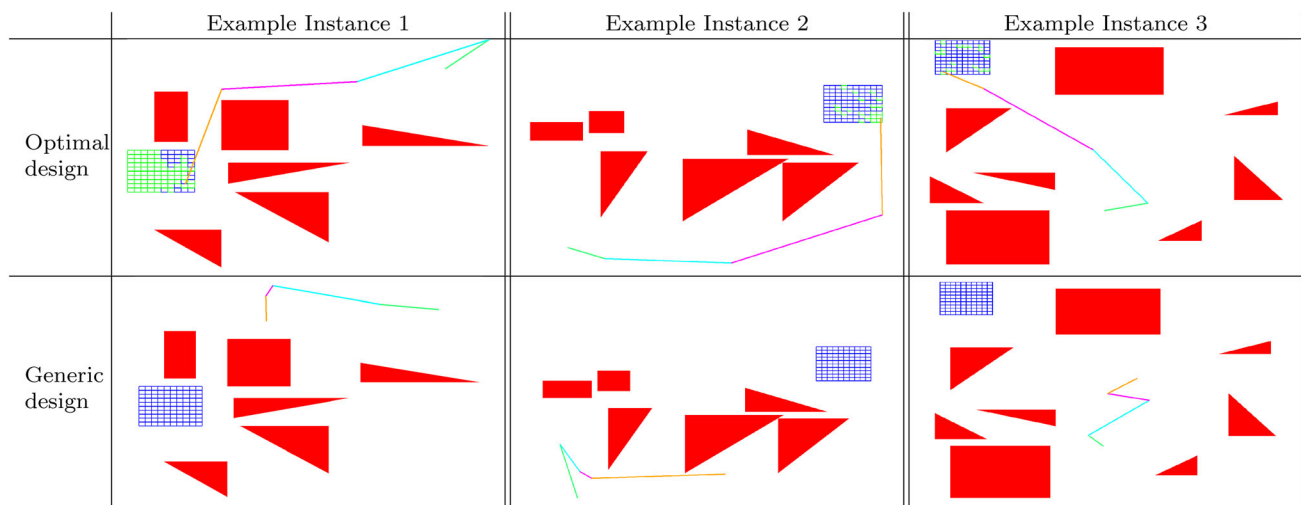 Example Instance 1
Example Instance 2
Example Instance 3
Optimal
design
Generic
design